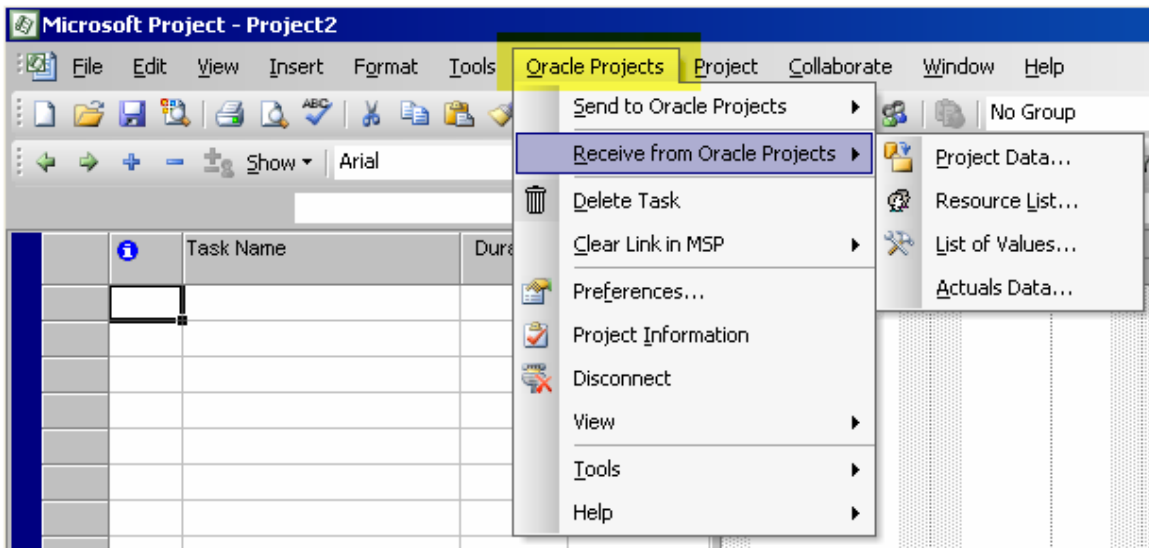 Microsoft Project - Project2
File Edit View Insert Format Tools Oracle Projects Project Collaborate Window Help
ABC No Group
Show Arial
Send to Oracle Projects
Receive from Oracle Projects
Delete Task
Clear Link in MSP
Preferences...
Project Information
Disconnect
View
Tools
Help
Project Data...
Resource List...
List of Values...
Actuals Data...
Task Name